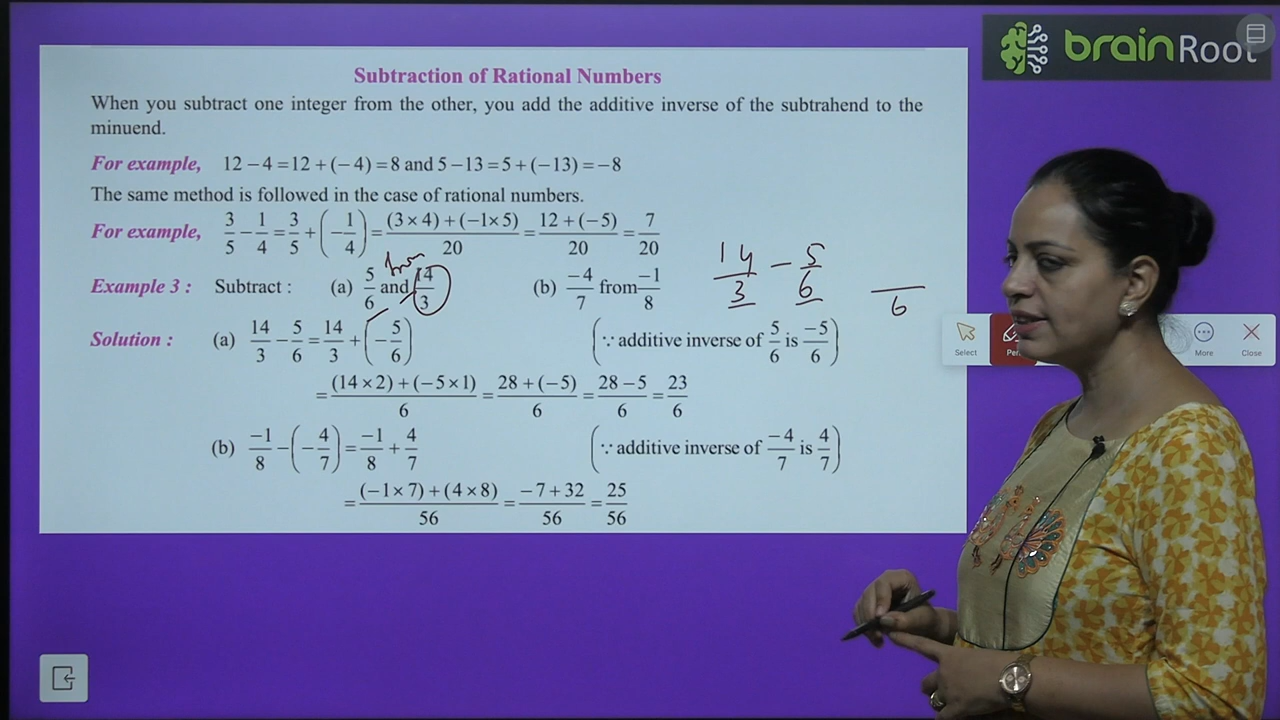 brainRoot
Subtraction of Rational Numbers
When you subtract one integer from the other, you add the additive inverse of the subtrahend to the
minuend.
For example, 12 − 4 = 12 + (− 4) = 8 and 5 − 13 = 5 + (−13) = − 8
The same method is followed in the case of rational numbers.
For example, 3/5 − 1/4 = 3/5 + (−1/4) = (3 × 4) + (−1 × 5)/20 = 12 + (−5)/20 = 7/20
14/3 − 5/6
/6
from
Example 3 : Subtract : (a) 5/6 and 14/3 (b) −4/7 from −1/8
Solution : (a) 14/3 − 5/6 = 14/3 + (−5/6) (∵ additive inverse of 5/6 is −5/6)
Select Pen More Close
= (14 × 2) + (−5 × 1)/6 = 28 + (−5)/6 = 28 − 5/6 = 23/6
(b) −1/8 − (−4/7) = −1/8 + 4/7 (∵ additive inverse of −4/7 is 4/7)
= (−1 × 7) + (4 × 8)/56 = −7 + 32/56 = 25/56